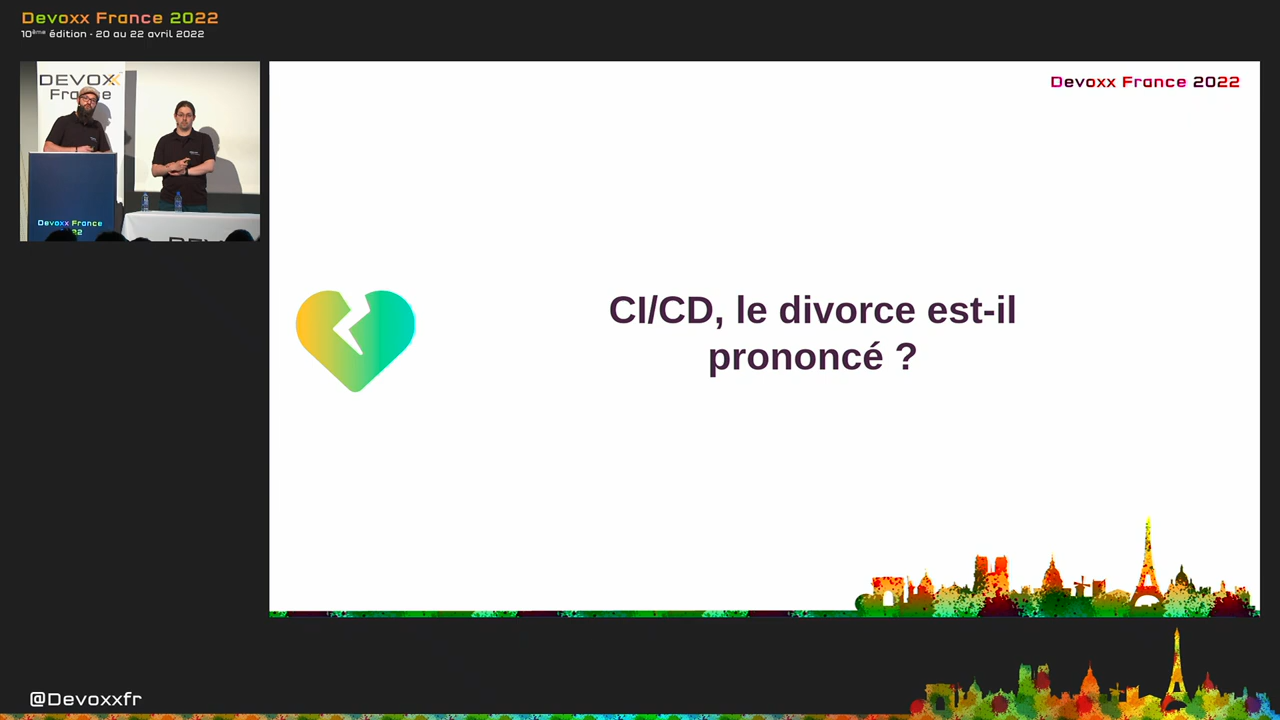 Devoxx France 2022
10ème édition - 20 au 22 avril 2022
DEVOXX
France
Devoxx France
Devoxx France 2022
CI/CD, le divorce est-il
prononcé ?
@Devoxxfr